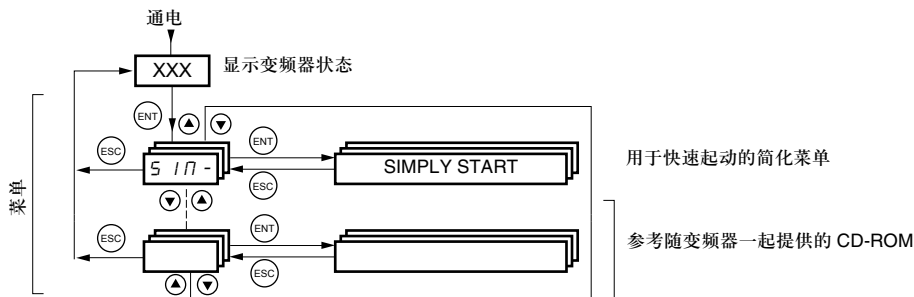 通电
XXX
显示变频器状态
ENT
ESC
ENT
SIM-
SIMPLY START
用于快速起动的简化菜单
ESC
菜单
ESC
ENT
参考随变频器一起提供的 CD-ROM
ESC